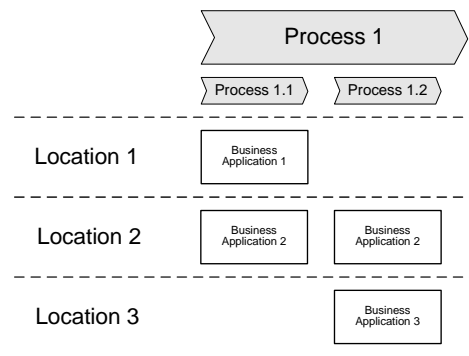 Process 1
Process 1.1
Process 1.2
Location 1
Business
Application 1
Location 2
Business
Application 2
Business
Application 2
Location 3
Business
Application 3